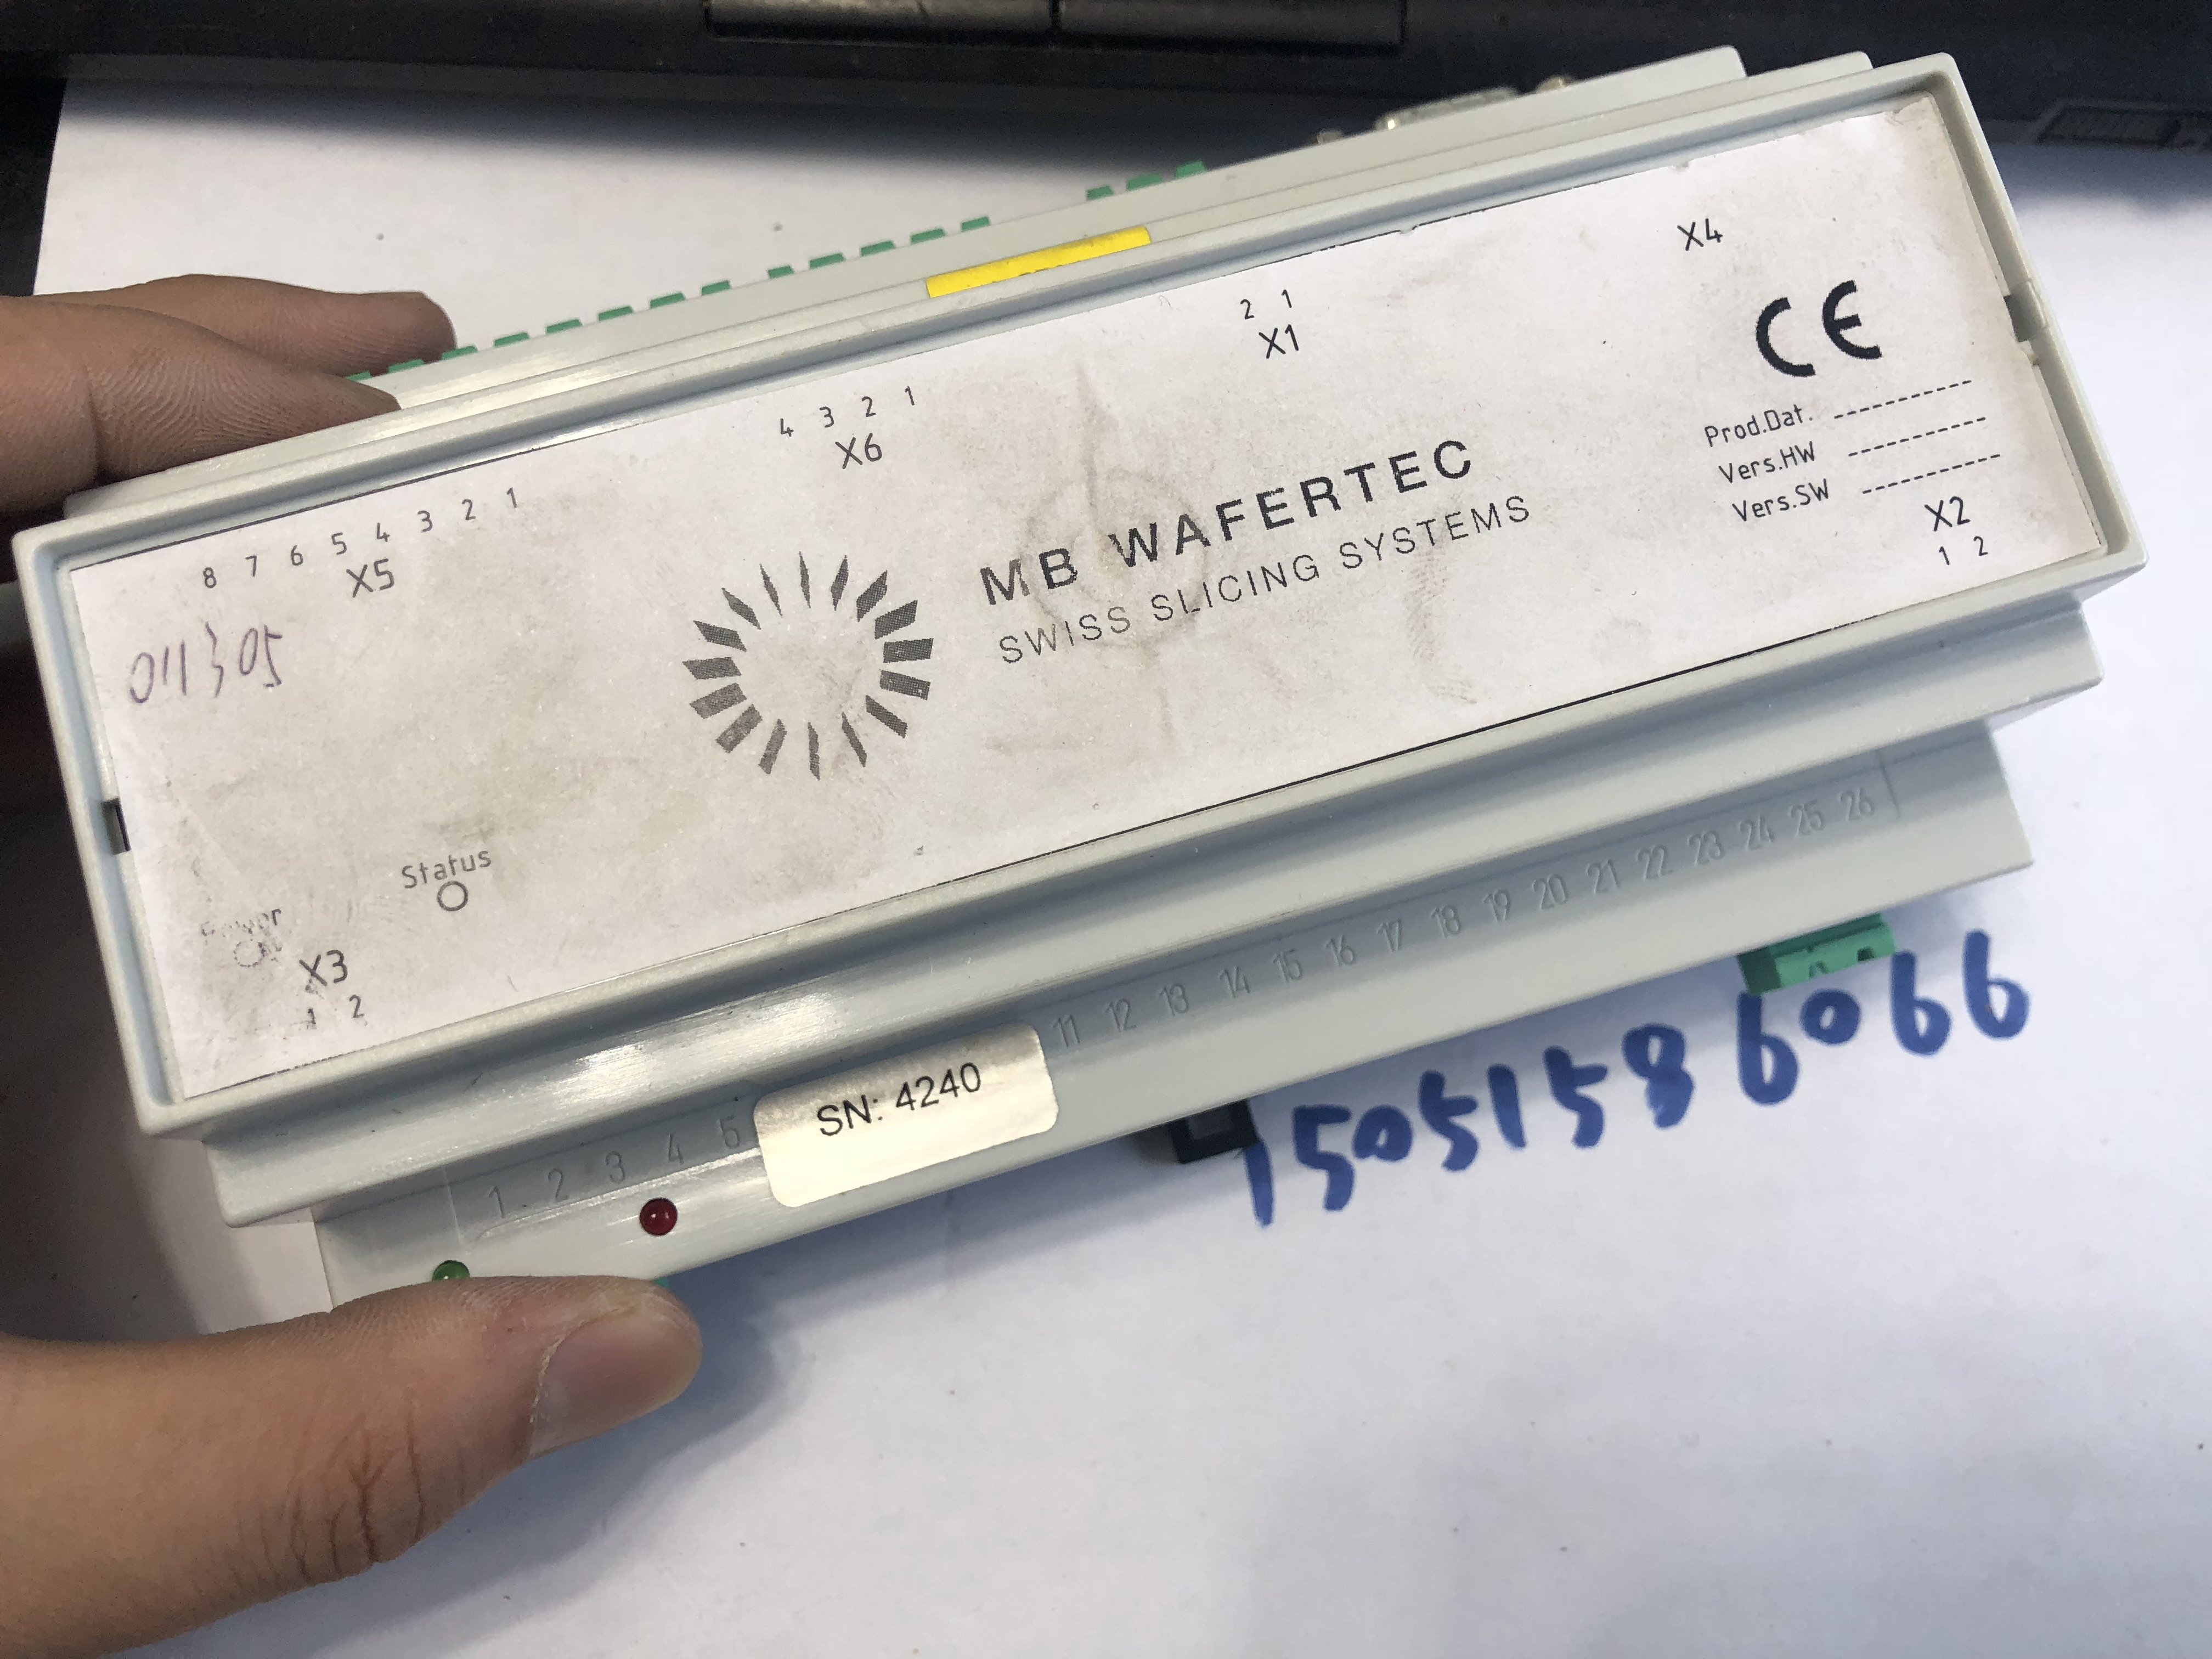 X4
2 1
X1
4 3 2 1
X6
8 7 6 5 4 3 2 1
X5
CE
Prod.Dat. ----------
Vers.HW ----------
Vers.SW ----------
X2
1 2
MB WAFERTEC
SWISS SLICING SYSTEMS
Status
Power
X3
1 2
1 2 3 4 5
11 12 13 14 15 16 17 18 19 20 21 22 23 24 25 26
SN: 4240
15051586066